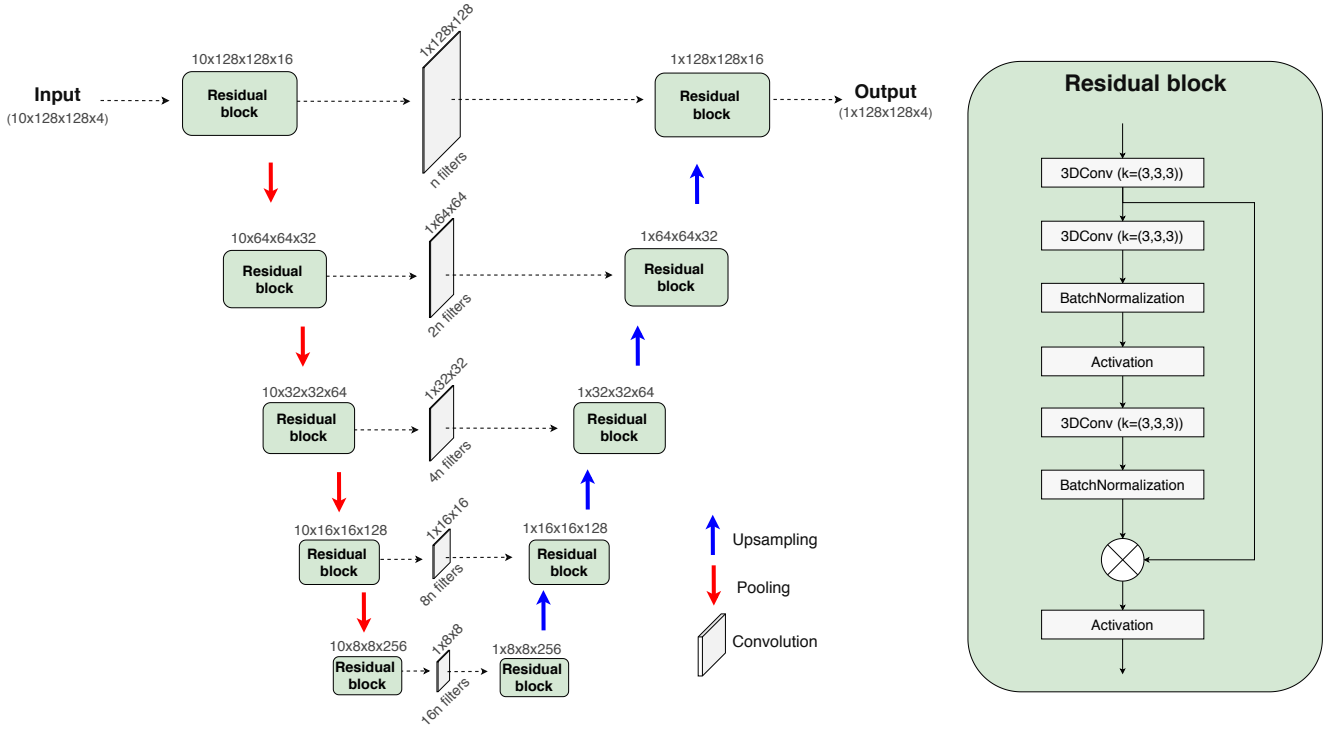 Input
(10x128x128x4)
10x128x128x16
Residual
block
1x128x128
n filters
1x128x128x16
Residual
block
Output
(1x128x128x4)
10x64x64x32
Residual
block
1x64x64
2n filters
1x64x64x32
Residual
block
10x32x32x64
Residual
block
1x32x32
4n filters
1x32x32x64
Residual
block
10x16x16x128
Residual
block
1x16x16
8n filters
1x16x16x128
Residual
block
10x8x8x256
Residual
block
1x8x8
16n filters
1x8x8x256
Residual
block
Upsampling
Pooling
Convolution
Residual block
3DConv (k=(3,3,3))
3DConv (k=(3,3,3))
BatchNormalization
Activation
3DConv (k=(3,3,3))
BatchNormalization
Activation